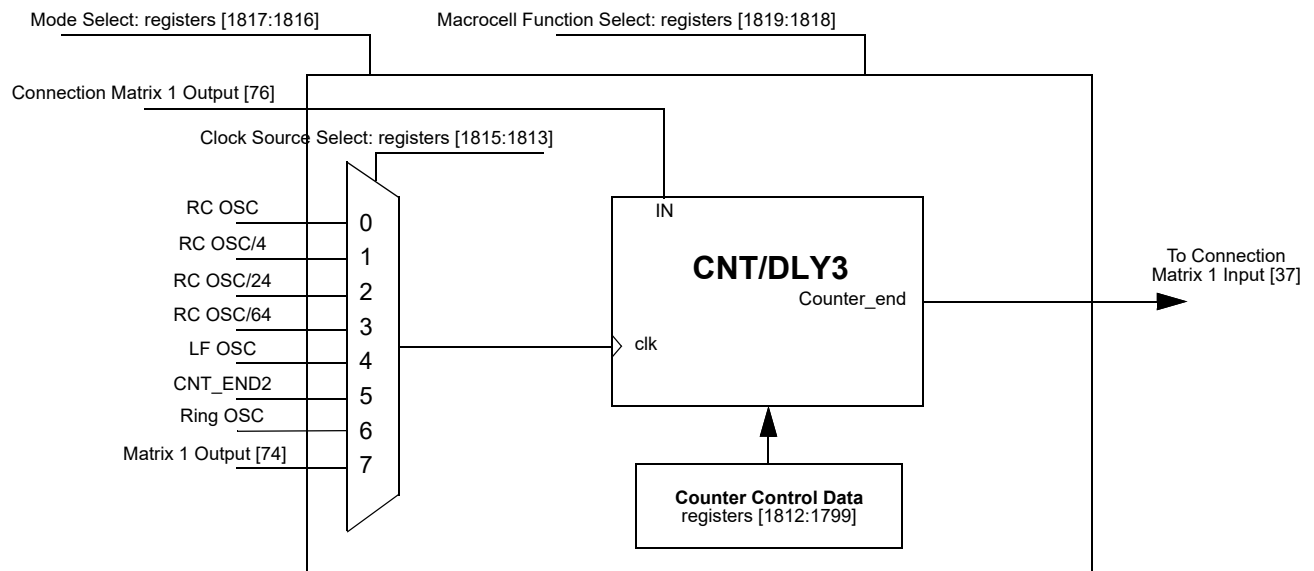 Mode Select: registers [1817:1816]
Macrocell Function Select: registers [1819:1818]
Connection Matrix 1 Output [76]
Clock Source Select: registers [1815:1813]
RC OSC
0
RC OSC/4
1
RC OSC/24
2
RC OSC/64
3
LF OSC
4
CNT_END2
5
Ring OSC
6
Matrix 1 Output [74]
7
IN
CNT/DLY3
Counter_end
clk
To Connection
Matrix 1 Input [37]
Counter Control Data
registers [1812:1799]